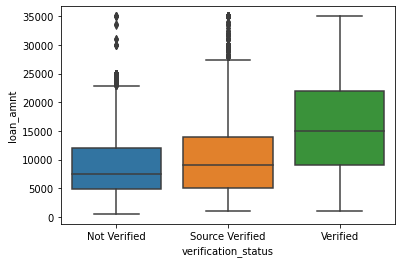 35000
30000
25000
20000
15000
10000
5000
0
loan_amnt
Not Verified
Source Verified
Verified
verification_status